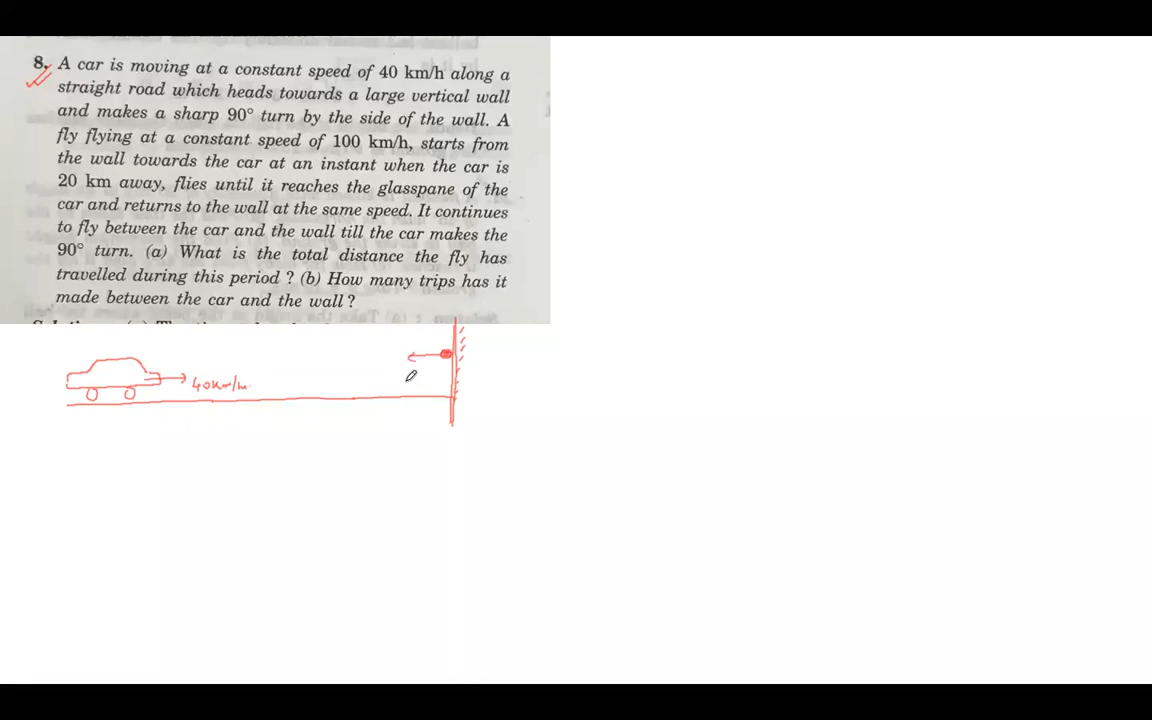 8. A car is moving at a constant speed of 40 km/h along a
straight road which heads towards a large vertical wall
and makes a sharp 90° turn by the side of the wall. A
fly flying at a constant speed of 100 km/h, starts from
the wall towards the car at an instant when the car is
20 km away, flies until it reaches the glasspane of the
car and returns to the wall at the same speed. It continues
to fly between the car and the wall till the car makes the
90° turn. (a) What is the total distance the fly has
travelled during this period ? (b) How many trips has it
made between the car and the wall ?
40km/h